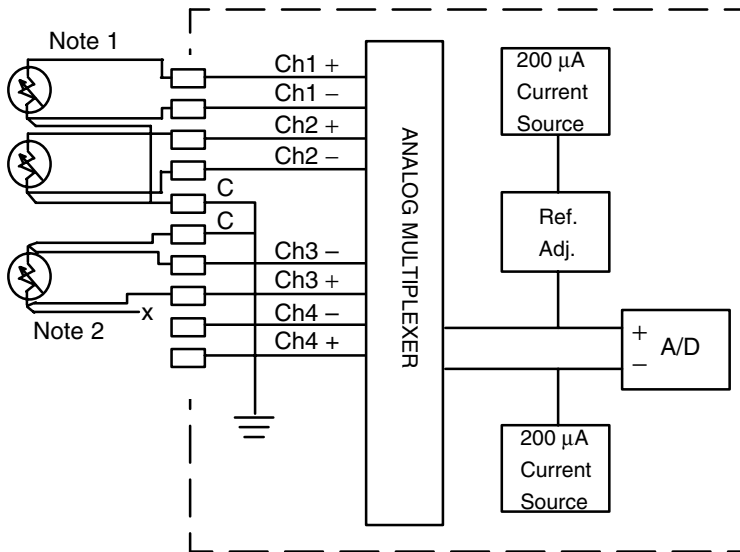 Note 1
Ch1 +
Ch1 −
Ch2 +
Ch2 −
C
C
Ch3 −
Ch3 +
Ch4 −
Ch4 +
x
Note 2
ANALOG MULTIPLEXER
200 μA
Current
Source
Ref.
Adj.
+
−
A/D
200 μA
Current
Source